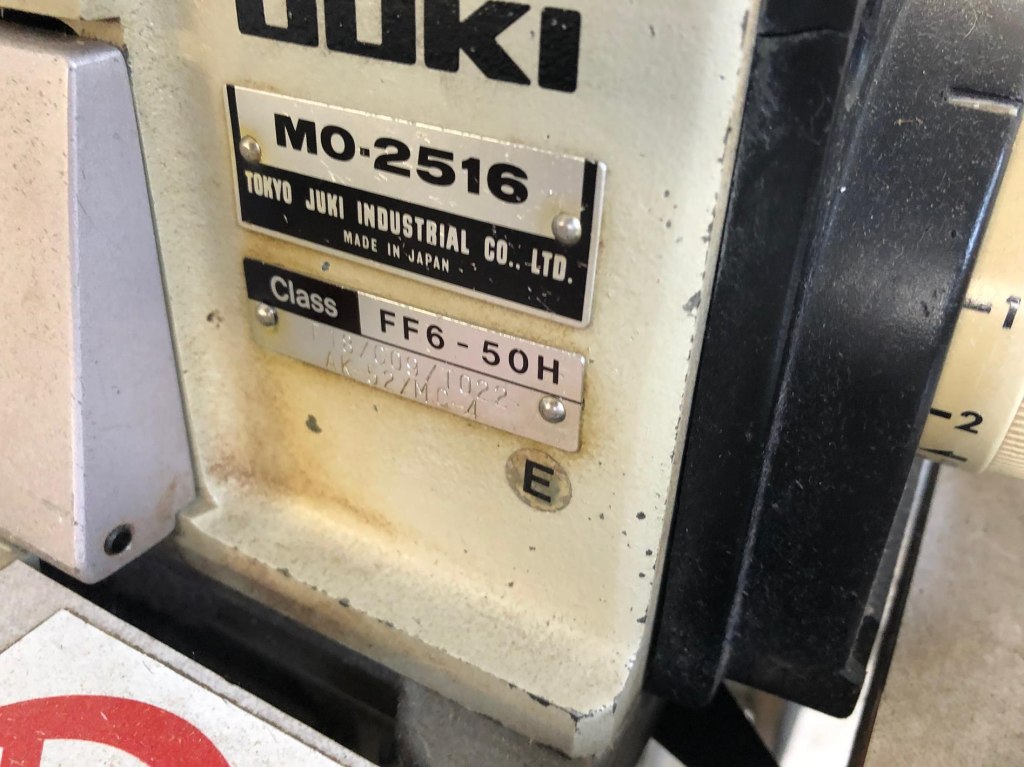 JUKI
MO-2516
TOKYO JUKI INDUSTRIAL CO., LTD.
MADE IN JAPAN
Class FF6-50H
E
1
2